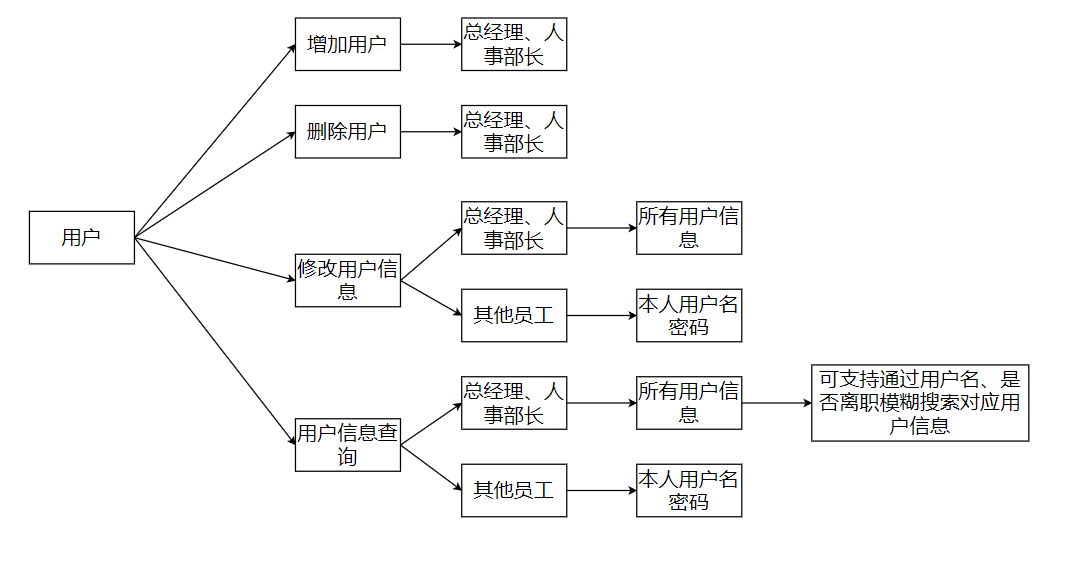 增加用户
总经理、人
事部长
删除用户
总经理、人
事部长
用户
修改用户信
息
总经理、人
事部长
所有用户信
息
其他员工
本人用户名
密码
用户信息查
询
总经理、人
事部长
所有用户信
息
可支持通过用户名、是
否离职模糊搜索对应用
户信息
其他员工
本人用户名
密码